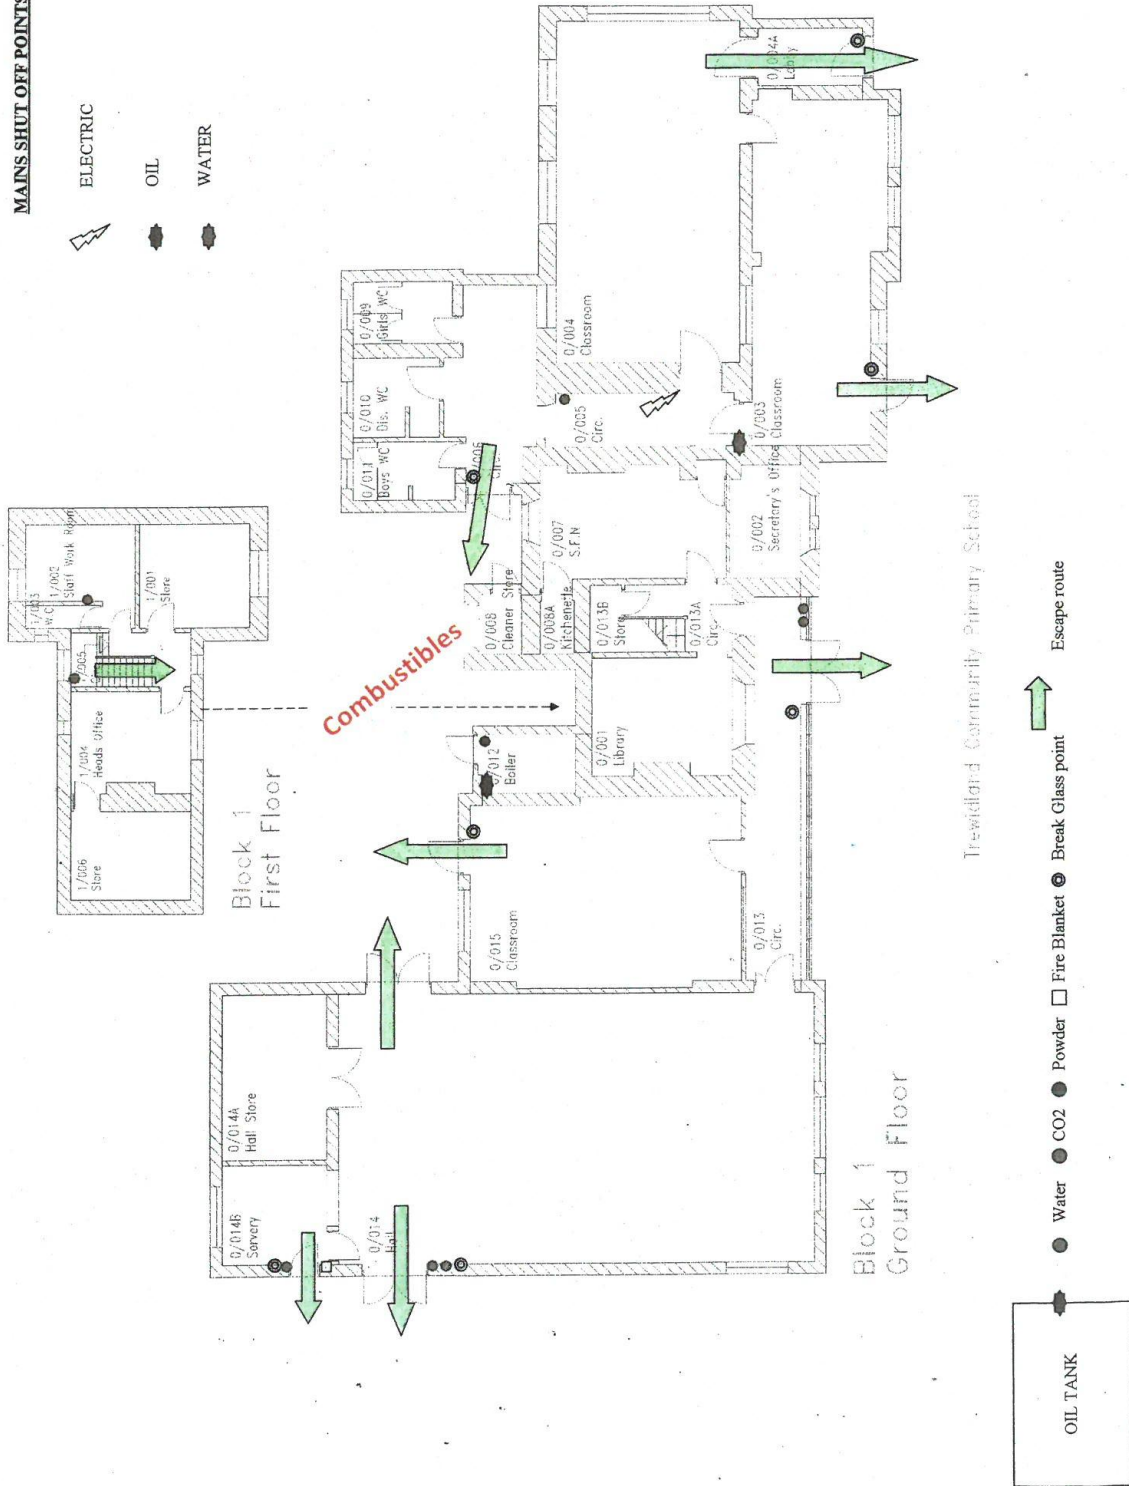 MAINS SHUT OFF POINTS
ELECTRIC
OIL
WATER
1/003
W.C
1/002
Staff Work Room
1/001
Store
1/004
Heads Office
1/006
Store
Block 1
First Floor
0/009
Girls WC
0/010
Dis. WC
0/011
Boys WC
0/004A
Lobby
0/004
Classroom
0/005
Circ.
0/003
Classroom
0/002
Secretary's Office
0/007
S.E.N
0/008
Cleaner Store
0/008A
Kitchenette
0/013B
Store
0/013A
Circ.
Combustibles
0/012
Boiler
0/001
Library
0/015
Classroom
0/013
Circ.
0/014A
Hall Store
0/014B
Servery
0/014
Hall
Block 1
Ground Floor
Trewidland Community Primary School
OIL TANK
Water
CO2
Powder
Fire Blanket
Break Glass point
Escape route